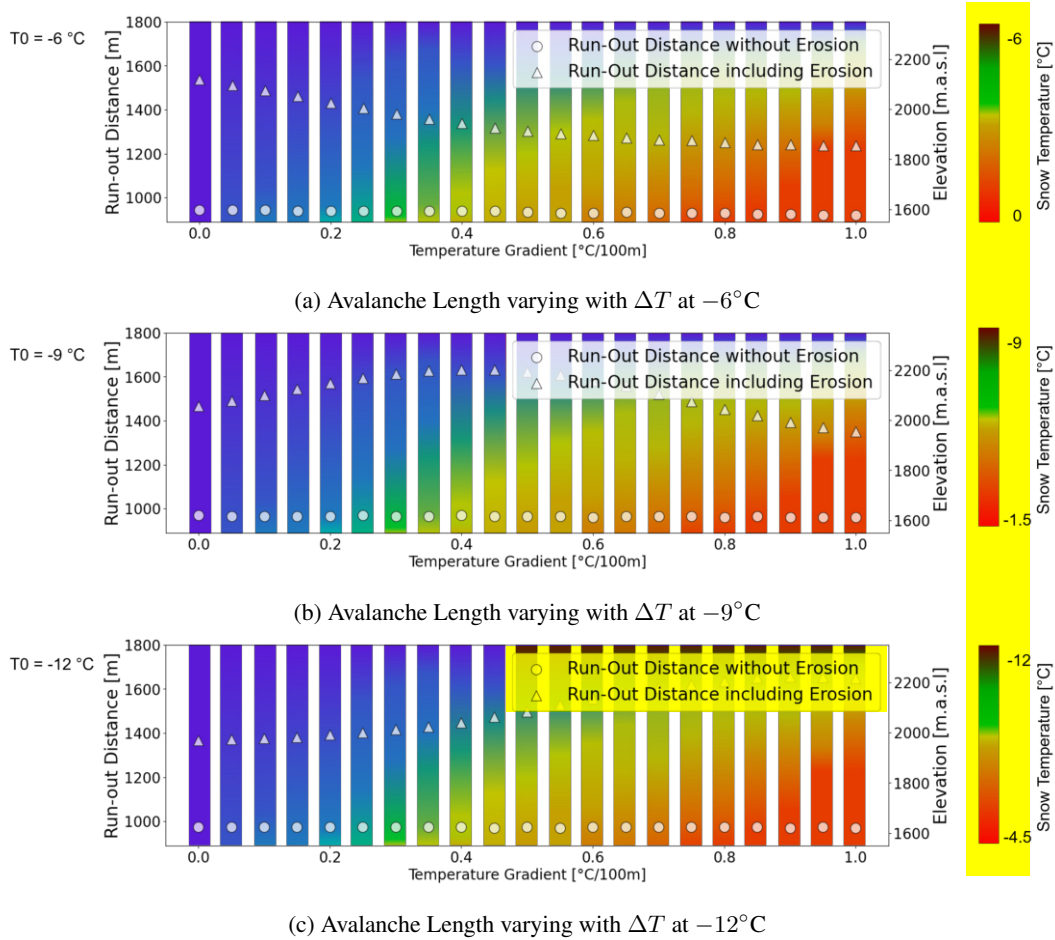 T0 = -6 °C
Run-out Distance [m]
1800
1600
1400
1200
1000
Run-Out Distance without Erosion
Run-Out Distance including Erosion
2200
2000
1800
1600
Elevation [m.a.s.l]
-6
0
Snow Temperature [°C]
0.0 0.2 0.4 0.6 0.8 1.0
Temperature Gradient [°C/100m]
(a) Avalanche Length varying with ΔT at −6°C
T0 = -9 °C
Run-out Distance [m]
1800
1600
1400
1200
1000
Run-Out Distance without Erosion
Run-Out Distance including Erosion
2200
2000
1800
1600
Elevation [m.a.s.l]
-9
-1.5
Snow Temperature [°C]
0.0 0.2 0.4 0.6 0.8 1.0
Temperature Gradient [°C/100m]
(b) Avalanche Length varying with ΔT at −9°C
T0 = -12 °C
Run-out Distance [m]
1800
1600
1400
1200
1000
Run-Out Distance without Erosion
Run-Out Distance including Erosion
2200
2000
1800
1600
Elevation [m.a.s.l]
-12
-4.5
Snow Temperature [°C]
0.0 0.2 0.4 0.6 0.8 1.0
Temperature Gradient [°C/100m]
(c) Avalanche Length varying with ΔT at −12°C